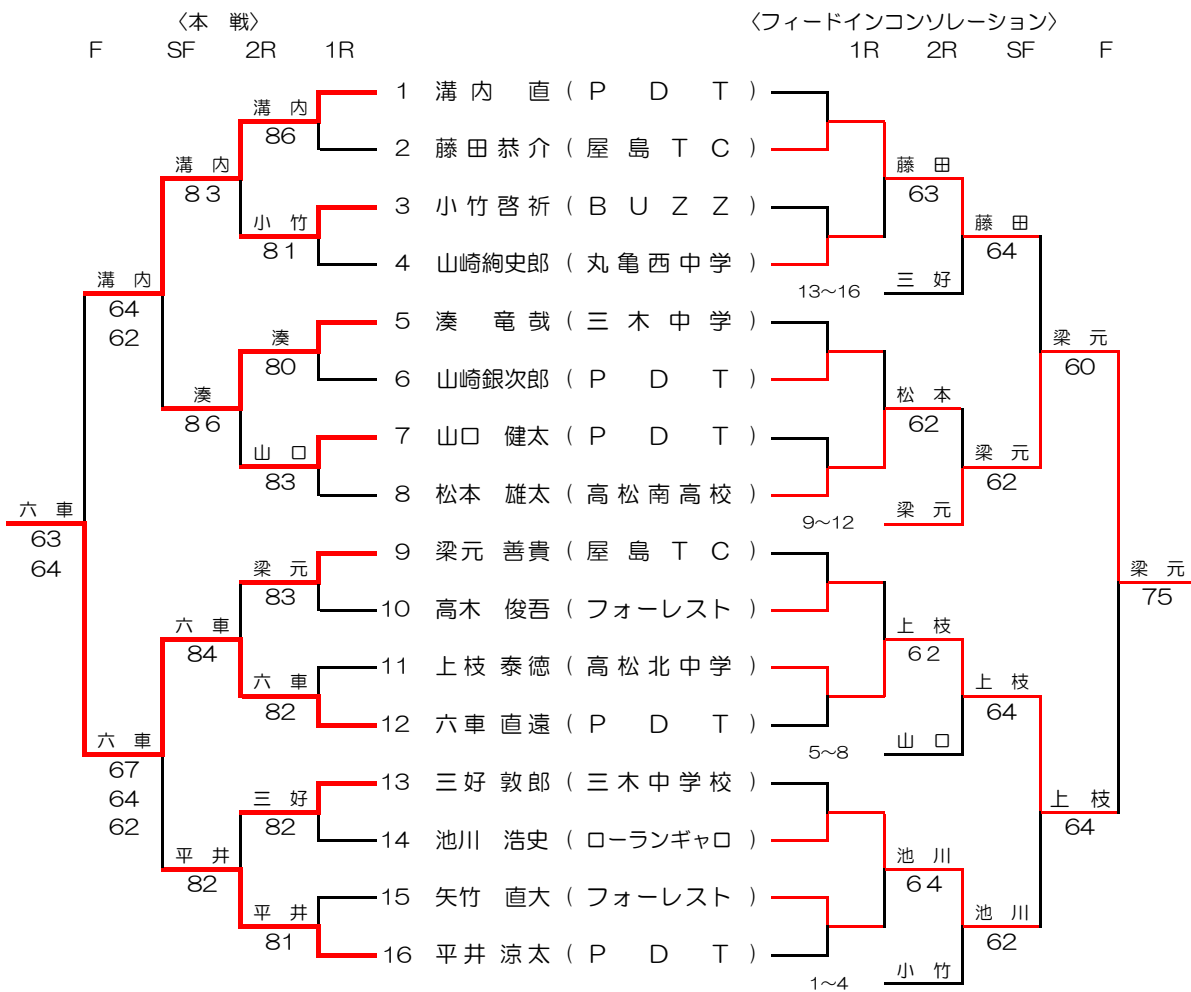 〈本 戦〉 〈フィードインコンソレーション〉
F SF 2R 1R 1R 2R SF F
1 溝内 直 ( P D T )
溝内
86
2 藤田恭介 ( 屋島TC )
溝内 藤田
83 63
3 小竹啓祈 ( BUZZ )
小竹 藤田
81 64
4 山崎絢史郎 ( 丸亀西中学 )
溝内 13~16 三好
64
62
5 湊 竜哉 ( 三木中学 )
湊 梁元
80 60
6 山崎銀次郎 ( P D T )
湊 松本
86 62
7 山口 健太 ( P D T )
山口 梁元
83 62
8 松本 雄太 ( 高松南高校 )
六車 9~12 梁元
63
64
9 梁元 善貴 ( 屋島TC )
梁元 梁元
83 75
10 高木 俊吾 ( フォーレスト )
六車 上枝
84 62
11 上枝 泰徳 ( 高松北中学 )
六車 上枝
82 64
12 六車 直遠 ( P D T )
六車 5~8 山口
67
64
62
13 三好 敦郎 ( 三木中学校 )
三好 上枝
82 64
14 池川 浩史 ( ローランギャロ )
平井 池川
82 64
15 矢竹 直大 ( フォーレスト )
平井 池川
81 62
16 平井 涼太 ( P D T )
1~4 小竹